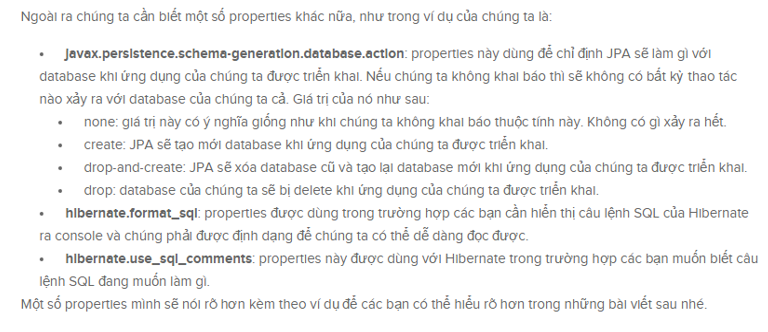 Ngoài ra chúng ta cần biết một số properties khác nữa, như trong ví dụ của chúng ta là:
• javax.persistence.schema-generation.database.action: properties này dùng để chỉ định JPA sẽ làm gì với
database khi ứng dụng của chúng ta được triển khai. Nếu chúng ta không khai báo thì sẽ không có bất kỳ thao tác
nào xảy ra với database của chúng ta cả. Giá trị của nó như sau:
• none: giá trị này có ý nghĩa giống như khi chúng ta không khai báo thuộc tính này. Không có gì xảy ra hết.
• create: JPA sẽ tạo mới database khi ứng dụng của chúng ta được triển khai.
• drop-and-create: JPA sẽ xóa database cũ và tạo lại database mới khi ứng dụng của chúng ta được triển khai.
• drop: database của chúng ta sẽ bị delete khi ứng dụng của chúng ta được triển khai.
• hibernate.format_sql: properties được dùng trong trường hợp các bạn cần hiển thị câu lệnh SQL của Hibernate
ra console và chúng phải được định dạng để chúng ta có thể dễ dàng đọc được.
• hibernate.use_sql_comments: properties này được dùng với Hibernate trong trường hợp các bạn muốn biết câu
lệnh SQL đang muốn làm gì.
Một số properties mình sẽ nói rõ hơn kèm theo ví dụ để các bạn có thể hiểu rõ hơn trong những bài viết sau nhé.